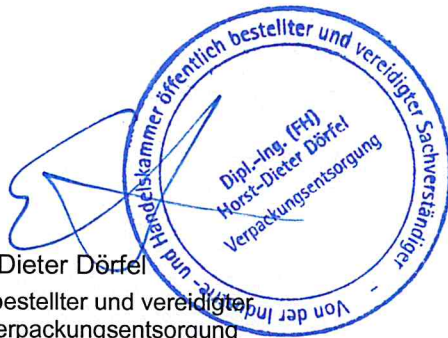 Von der Industrie- und Handelskammer öffentlich bestellter und vereidigter Sachverständiger -
Dipl.-Ing. (FH)
Horst-Dieter Dörfel
Verpackungsentsorgung
Dieter Dörfel
bestellter und vereidigter
erpackungsentsorgung